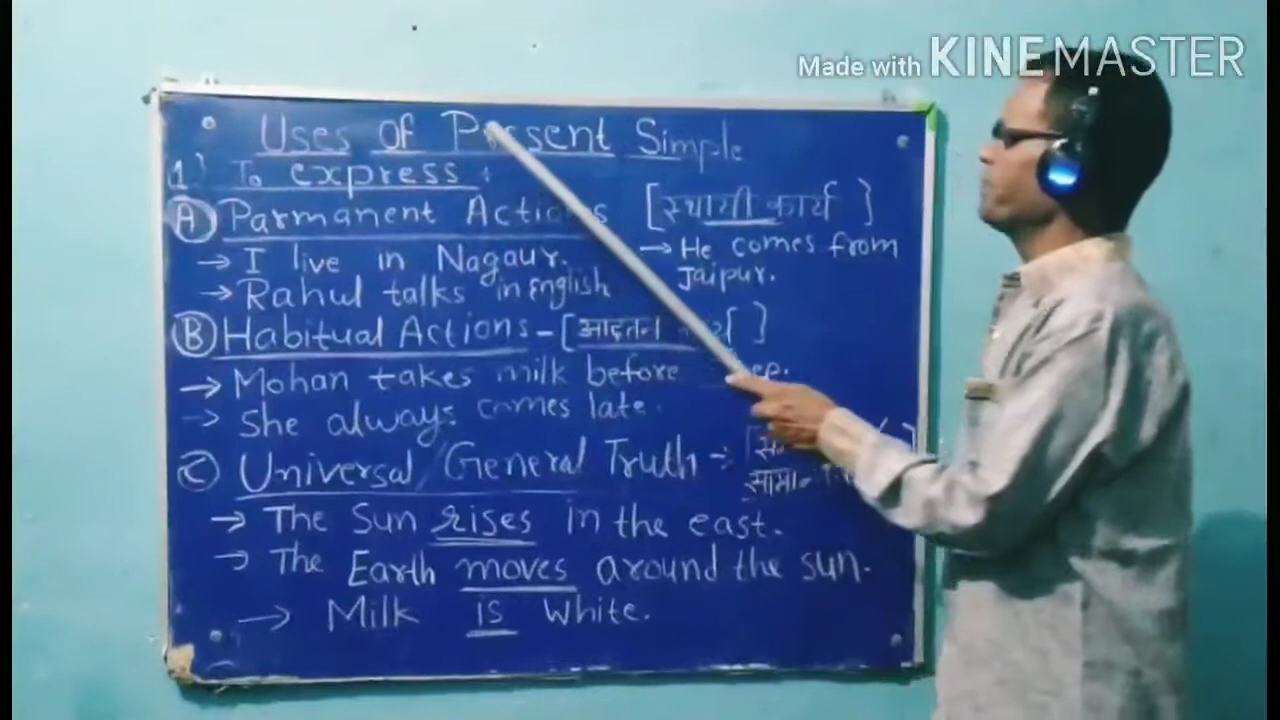 Made with KINEMASTER
Uses of Present Simple
1) To express :
A Parmanent Actions [स्थायी कार्य ]
→ I live in Nagaur. → He comes from
→ Rahul talks in English Jaipur.
B Habitual Actions - [आदतन ]
→ Mohan takes milk before
→ She always comes late.
C Universal/General Truth →
→ The Sun rises in the east.
→ The Earth moves around the sun.
→ Milk is White.